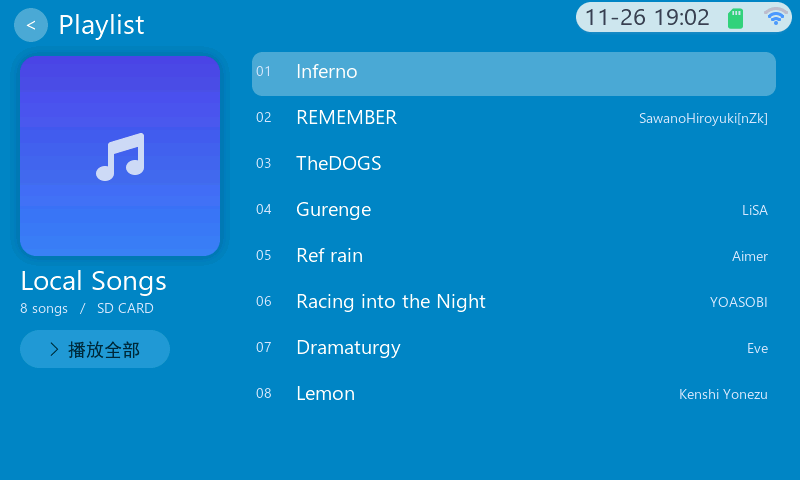 < Playlist
11-26 19:02
Local Songs
8 songs / SD CARD
> 播放全部
01 Inferno
02 REMEMBER SawanoHiroyuki[nZk]
03 TheDOGS
04 Gurenge LiSA
05 Ref rain Aimer
06 Racing into the Night YOASOBI
07 Dramaturgy Eve
08 Lemon Kenshi Yonezu